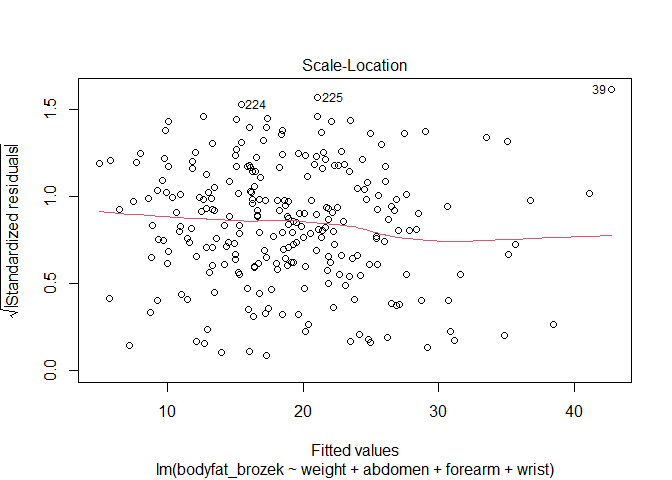 Scale-Location
√|Standardized residuals|
1.5
1.0
0.5
0.0
224
225
39
10
20
30
40
Fitted values
lm(bodyfat_brozek ~ weight + abdomen + forearm + wrist)